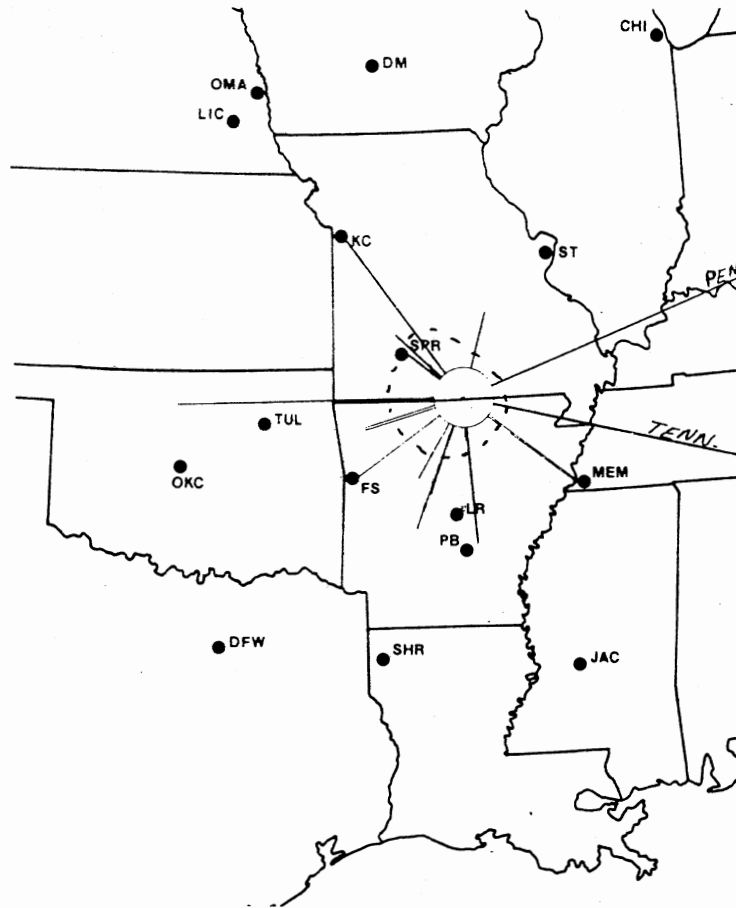 CHI
DM
OMA
LIC
KC
ST
PEN
SPR
TUL
TENN.
OKC
FS
MEM
LR
PB
DFW
SHR
JAC